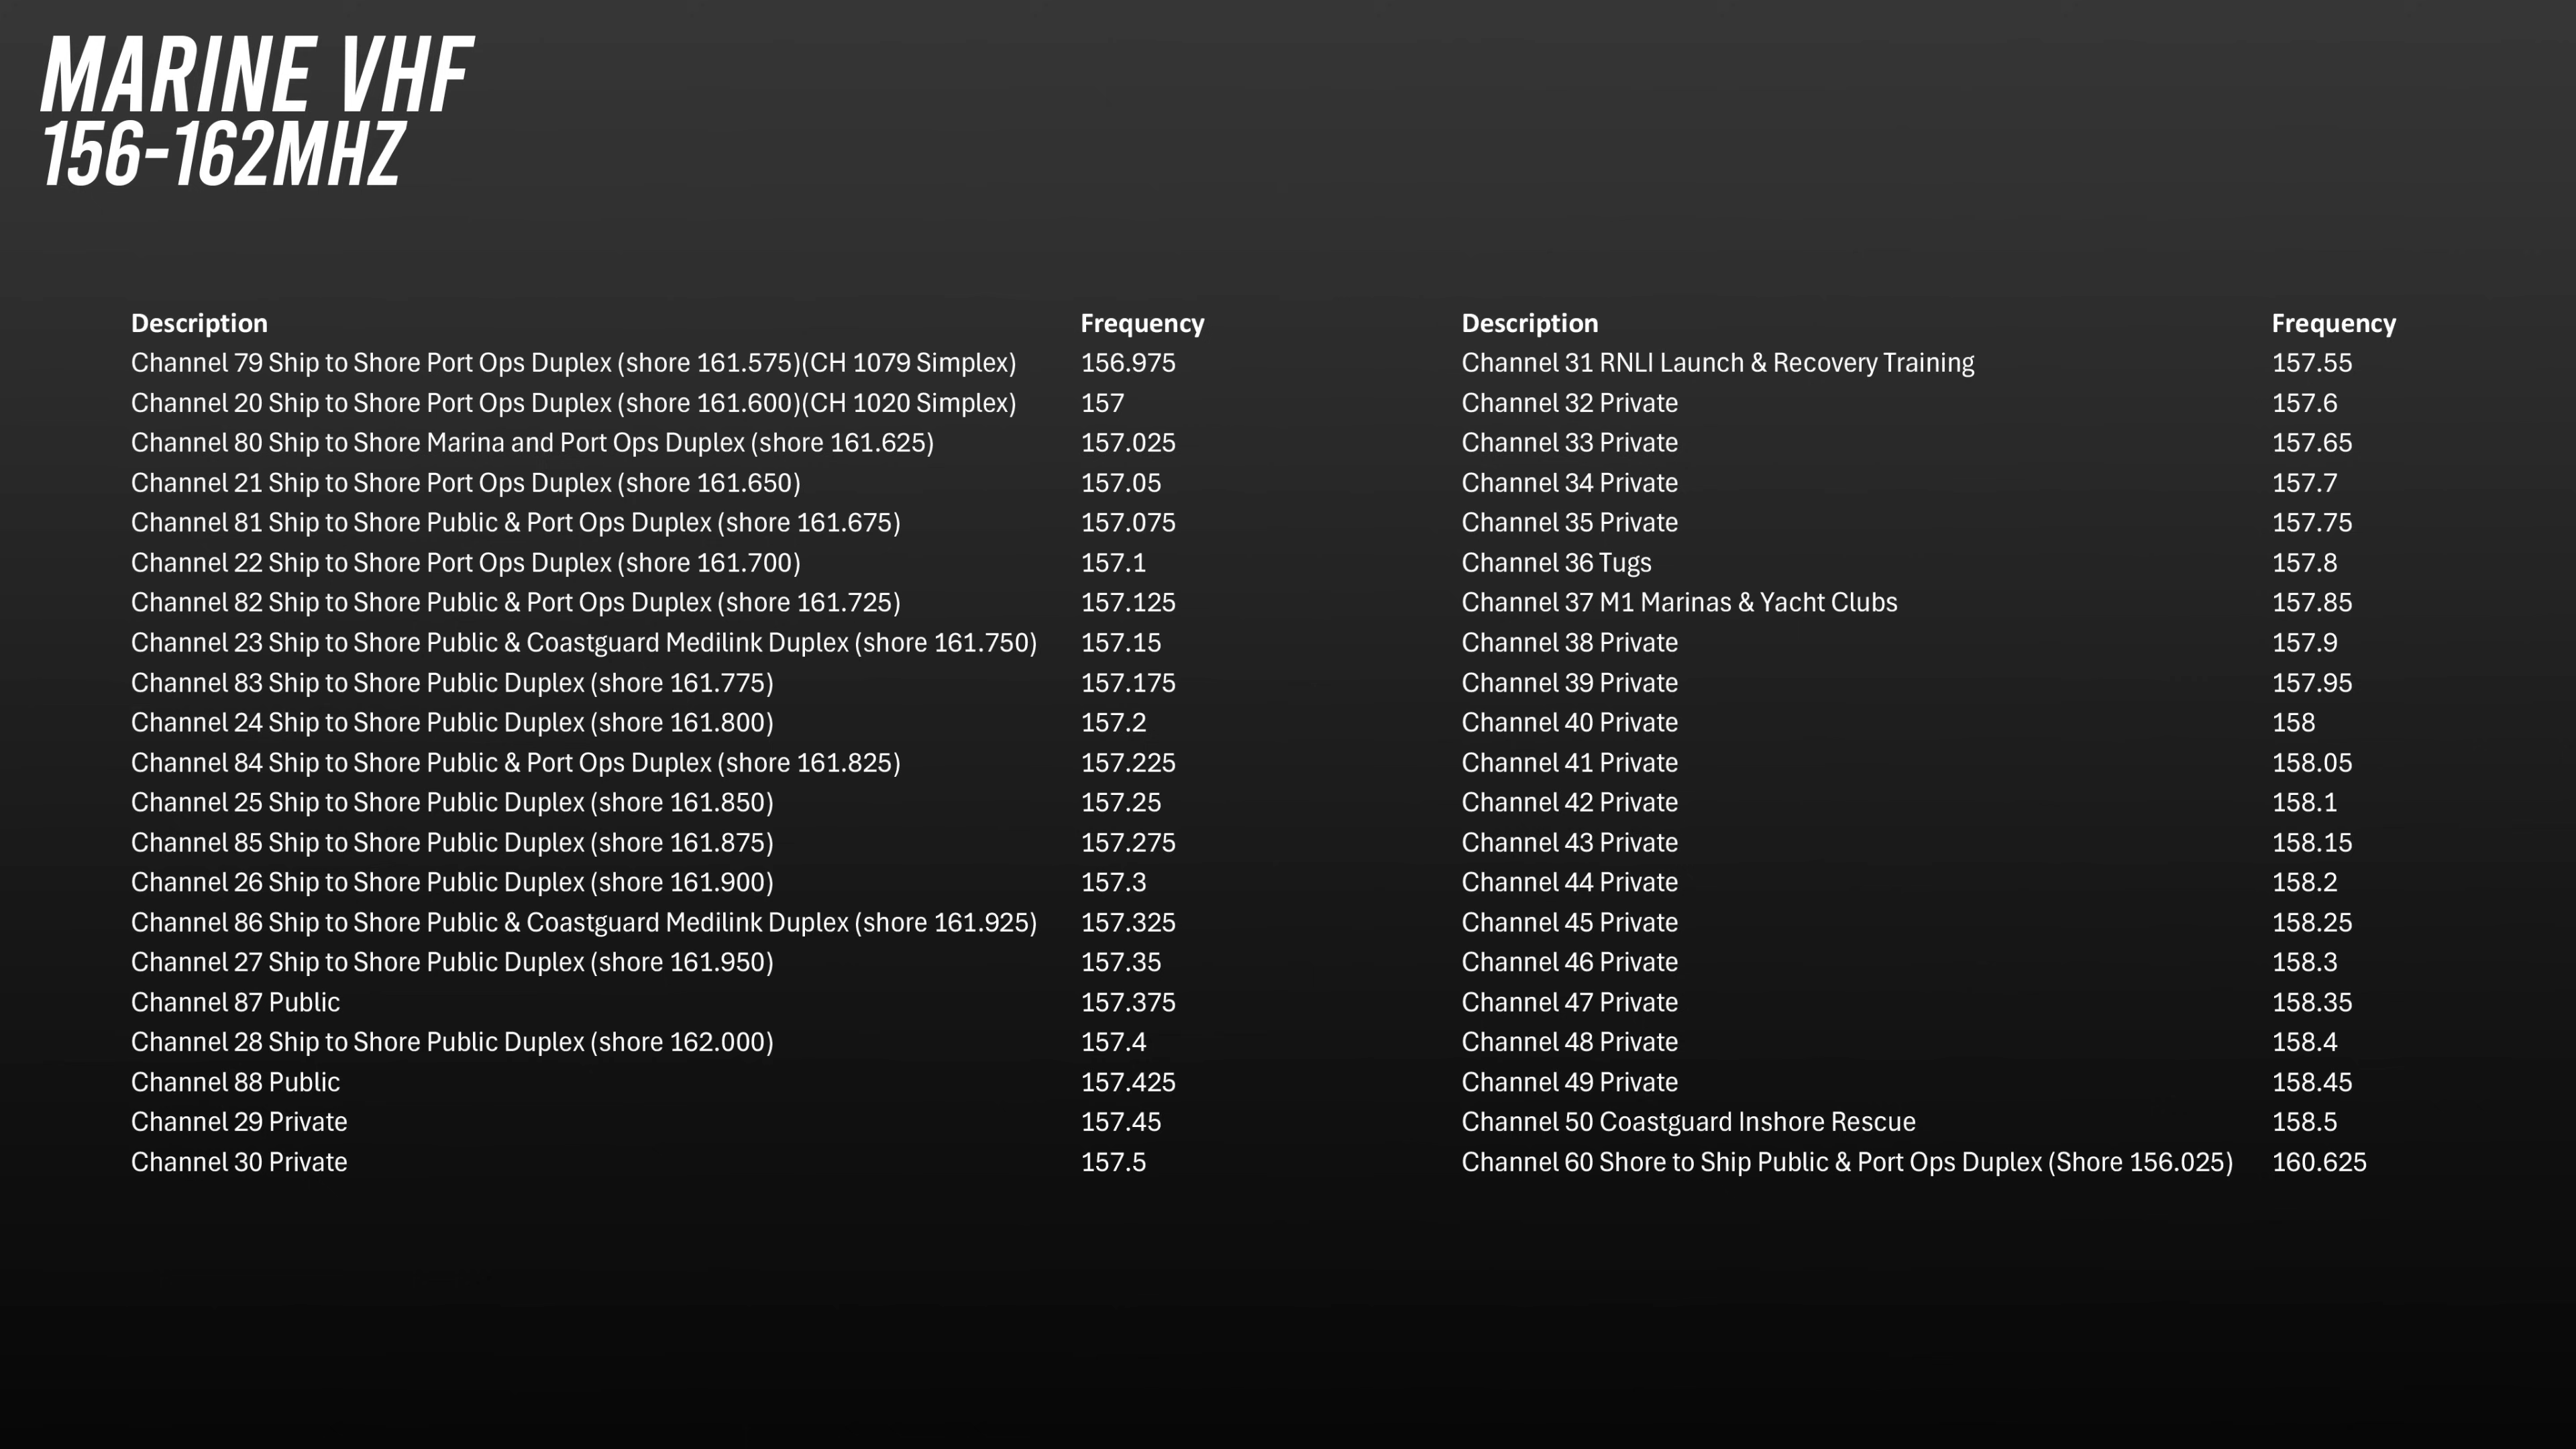 MARINE VHF
156-162MHZ
Description Frequency
Channel 79 Ship to Shore Port Ops Duplex (shore 161.575)(CH 1079 Simplex) 156.975
Channel 20 Ship to Shore Port Ops Duplex (shore 161.600)(CH 1020 Simplex) 157
Channel 80 Ship to Shore Marina and Port Ops Duplex (shore 161.625) 157.025
Channel 21 Ship to Shore Port Ops Duplex (shore 161.650) 157.05
Channel 81 Ship to Shore Public & Port Ops Duplex (shore 161.675) 157.075
Channel 22 Ship to Shore Port Ops Duplex (shore 161.700) 157.1
Channel 82 Ship to Shore Public & Port Ops Duplex (shore 161.725) 157.125
Channel 23 Ship to Shore Public & Coastguard Medilink Duplex (shore 161.750) 157.15
Channel 83 Ship to Shore Public Duplex (shore 161.775) 157.175
Channel 24 Ship to Shore Public Duplex (shore 161.800) 157.2
Channel 84 Ship to Shore Public & Port Ops Duplex (shore 161.825) 157.225
Channel 25 Ship to Shore Public Duplex (shore 161.850) 157.25
Channel 85 Ship to Shore Public Duplex (shore 161.875) 157.275
Channel 26 Ship to Shore Public Duplex (shore 161.900) 157.3
Channel 86 Ship to Shore Public & Coastguard Medilink Duplex (shore 161.925) 157.325
Channel 27 Ship to Shore Public Duplex (shore 161.950) 157.35
Channel 87 Public 157.375
Channel 28 Ship to Shore Public Duplex (shore 162.000) 157.4
Channel 88 Public 157.425
Channel 29 Private 157.45
Channel 30 Private 157.5
Description Frequency
Channel 31 RNLI Launch & Recovery Training 157.55
Channel 32 Private 157.6
Channel 33 Private 157.65
Channel 34 Private 157.7
Channel 35 Private 157.75
Channel 36 Tugs 157.8
Channel 37 M1 Marinas & Yacht Clubs 157.85
Channel 38 Private 157.9
Channel 39 Private 157.95
Channel 40 Private 158
Channel 41 Private 158.05
Channel 42 Private 158.1
Channel 43 Private 158.15
Channel 44 Private 158.2
Channel 45 Private 158.25
Channel 46 Private 158.3
Channel 47 Private 158.35
Channel 48 Private 158.4
Channel 49 Private 158.45
Channel 50 Coastguard Inshore Rescue 158.5
Channel 60 Shore to Ship Public & Port Ops Duplex (Shore 156.025) 160.625